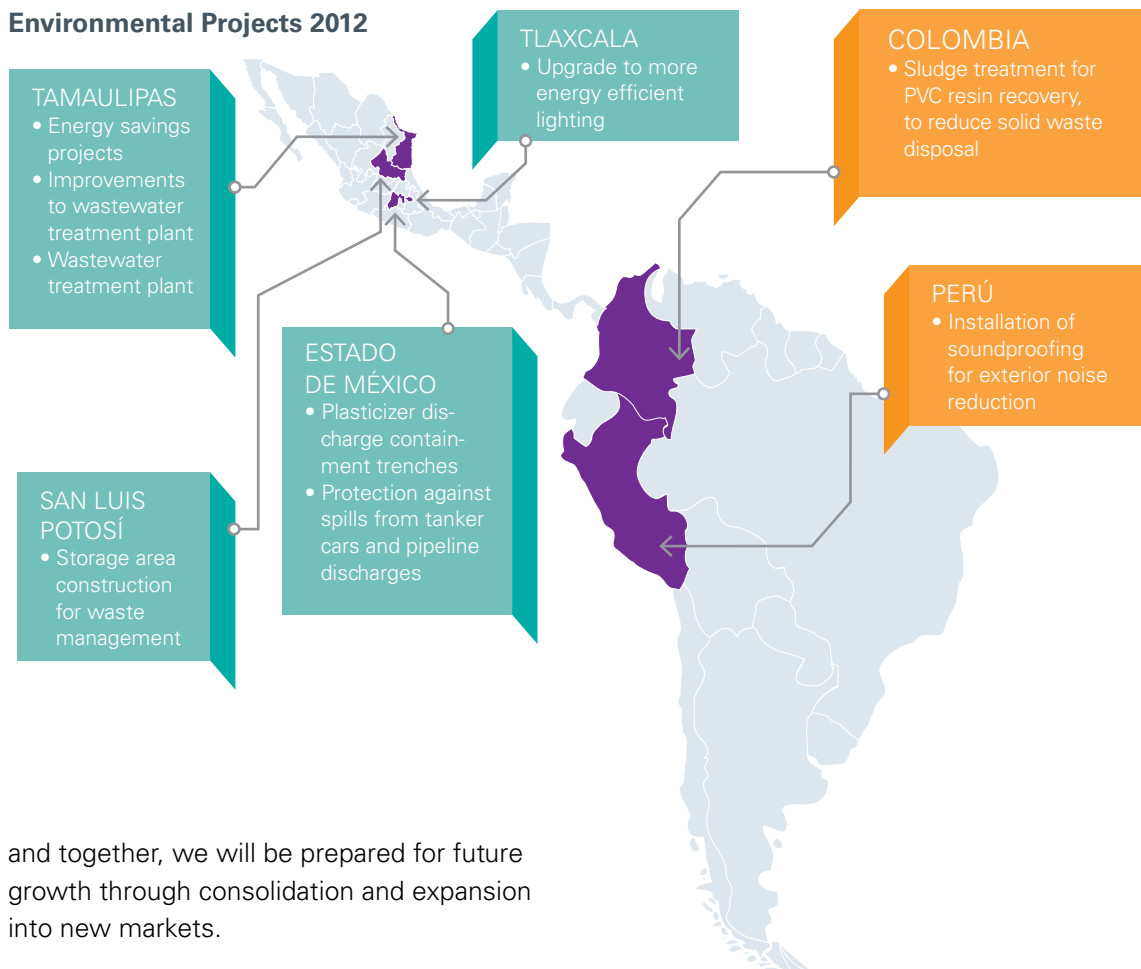 Environmental Projects 2012
TAMAULIPAS
• Energy savings
projects
• Improvements
to wastewater
treatment plant
• Wastewater
treatment plant
TLAXCALA
• Upgrade to more
energy efficient
lighting
COLOMBIA
• Sludge treatment for
PVC resin recovery,
to reduce solid waste
disposal
PERÚ
• Installation of
soundproofing
for exterior noise
reduction
ESTADO
DE MÉXICO
• Plasticizer dis-
charge contain-
ment trenches
• Protection against
spills from tanker
cars and pipeline
discharges
SAN LUIS
POTOSÍ
• Storage area
construction
for waste
management
and together, we will be prepared for future
growth through consolidation and expansion
into new markets.